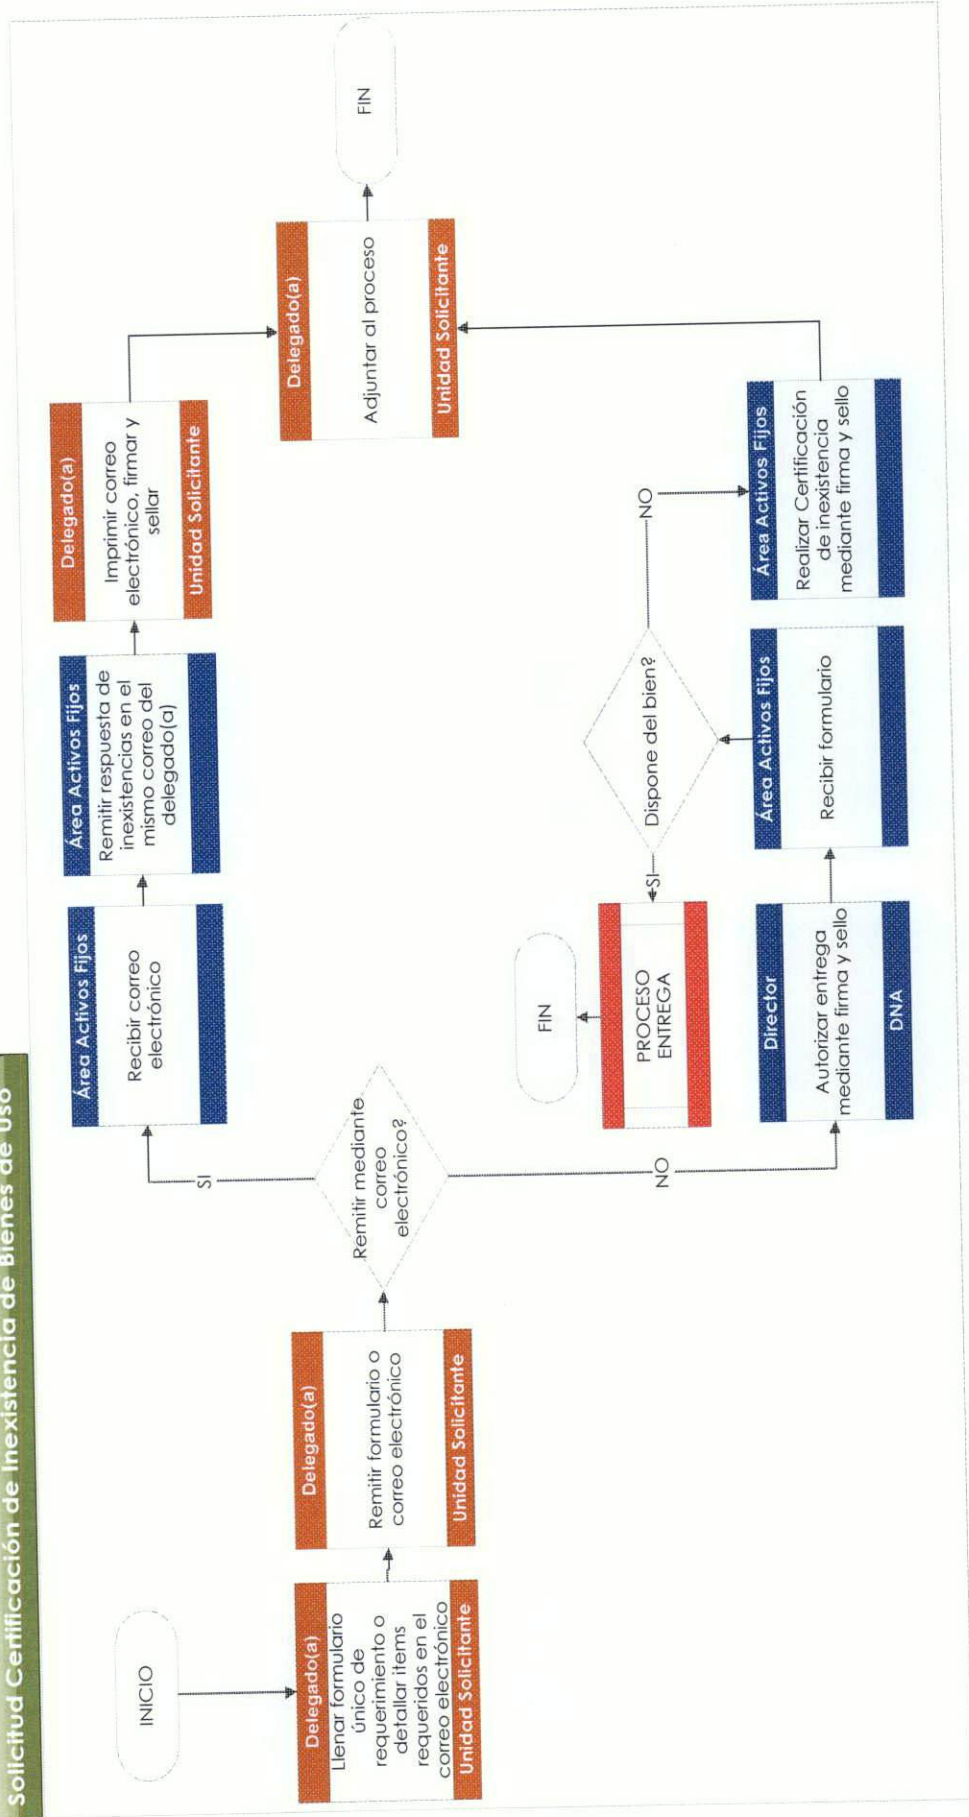 Solicitud Certificación de Inexistencia de Bienes de Uso
INICIO
Delegado(a)
Llenar formulario
único de
requerimiento o
detallar items
requeridos en el
correo electrónico
Unidad Solicitante
Delegado(a)
Remitir formulario o
correo electrónico
Unidad Solicitante
Remitir mediante
correo
electrónico?
SI
Área Activos Fijos
Recibir correo
electrónico
Área Activos Fijos
Remitir respuesta de
inexistencias en el
mismo correo del
delegado(a)
Delegado(a)
Imprimir correo
electrónico, firmar y
sellar
Unidad Solicitante
Delegado(a)
Adjuntar al proceso
Unidad Solicitante
FIN
NO
Director
Autorizar entrega
mediante firma y sello
DNA
Área Activos Fijos
Recibir formulario
Dispone del bien?
SI
PROCESO
ENTREGA
FIN
NO
Área Activos Fijos
Realizar Certificación
de inexistencia
mediante firma y sello